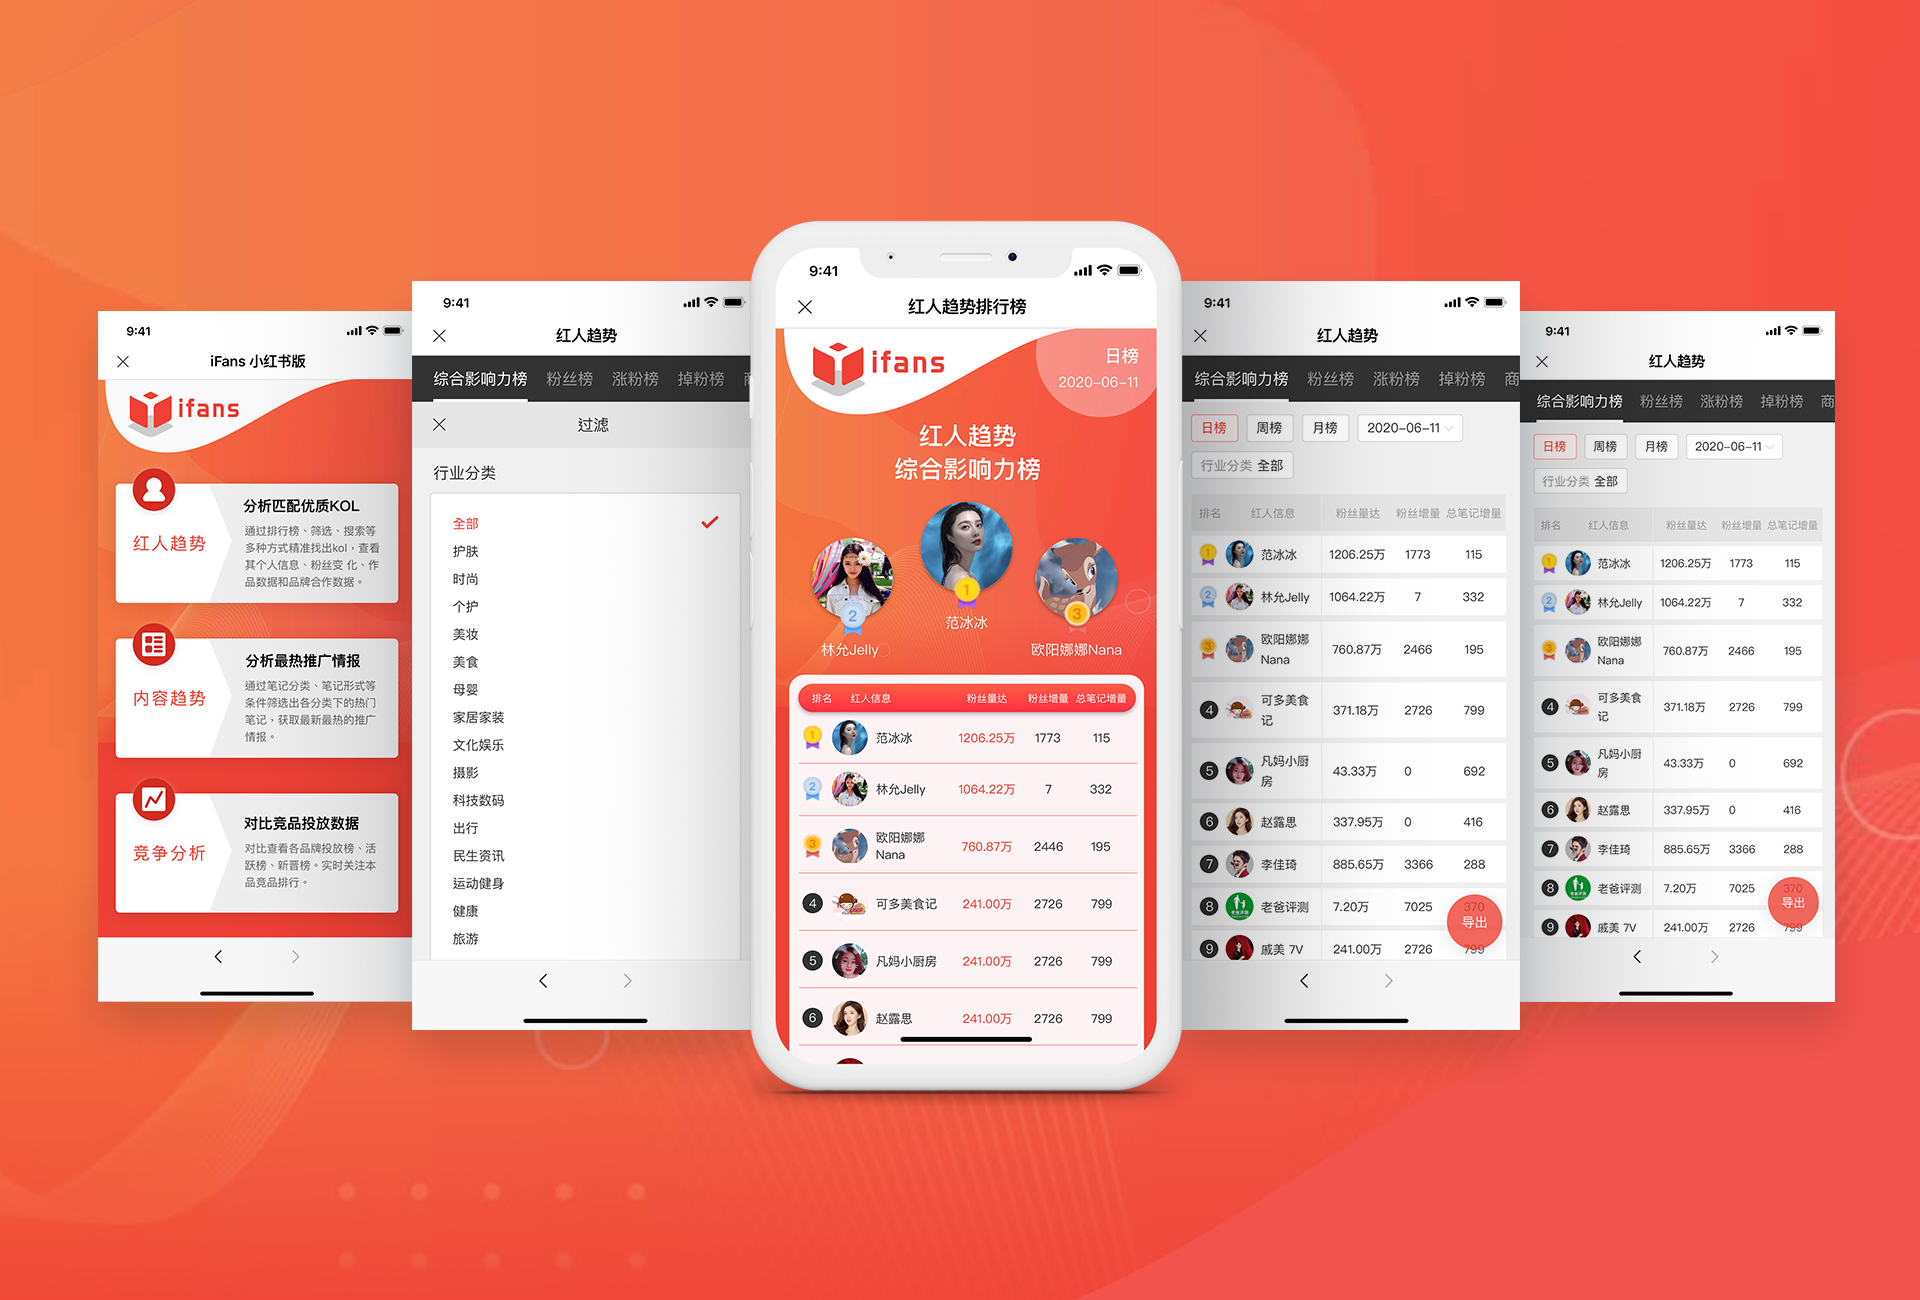 9:41
iFans 小红书版
ifans
红人趋势
分析匹配优质KOL
通过排行榜、筛选、搜索等
多种方式精准找出kol，查看
其个人信息、粉丝变 化、作
品数据和品牌合作数据。
内容趋势
分析最热推广情报
通过笔记分类、笔记形式等
条件筛选出各分类下的热门
笔记，获取最新最热的推广
情报。
竞争分析
对比竞品投放数据
对比查看各品牌投放榜、活
跃榜、新晋榜。实时关注本
品竞品排行。
9:41
红人趋势
综合影响力榜 粉丝榜 涨粉榜 掉粉榜 商
过滤
行业分类
全部
护肤
时尚
个护
美妆
美食
母婴
家居家装
文化娱乐
摄影
科技数码
出行
民生资讯
运动健身
健康
旅游
9:41
红人趋势排行榜
ifans
日榜
2020-06-11
红人趋势
综合影响力榜
1
2
3
范冰冰
林允Jelly
欧阳娜娜Nana
排名 红人信息 粉丝量达 粉丝增量 总笔记增量
1 范冰冰 1206.25万 1773 115
2 林允Jelly 1064.22万 7 332
3 欧阳娜娜 Nana 760.87万 2446 195
4 可多美食记 241.00万 2726 799
5 凡妈小厨房 241.00万 2726 799
6 赵露思 241.00万 2726 799
9:41
红人趋势
综合影响力榜 粉丝榜 涨粉榜 掉粉榜 商
日榜 周榜 月榜 2020-06-11
行业分类 全部
排名 红人信息 粉丝量达 粉丝增量 总笔记增量
1 范冰冰 1206.25万 1773 115
2 林允Jelly 1064.22万 7 332
3 欧阳娜娜 Nana 760.87万 2466 195
4 可多美食记 371.18万 2726 799
5 凡妈小厨房 43.33万 0 692
6 赵露思 337.95万 0 416
7 李佳琦 885.65万 3366 288
8 老爸评测 7.20万 7025 370
导出
9 戚美 7V 241.00万 2726 799
9:41
红人趋势
综合影响力榜 粉丝榜 涨粉榜 掉粉榜 商
日榜 周榜 月榜 2020-06-11
行业分类 全部
排名 红人信息 粉丝量达 粉丝增量 总笔记增量
1 范冰冰 1206.25万 1773 115
2 林允Jelly 1064.22万 7 332
3 欧阳娜娜 Nana 760.87万 2466 195
4 可多美食记 371.18万 2726 799
5 凡妈小厨房 43.33万 0 692
6 赵露思 337.95万 0 416
7 李佳琦 885.65万 3366 288
8 老爸评测 7.20万 7025 370
导出
9 戚美 7V 241.00万 2726 799